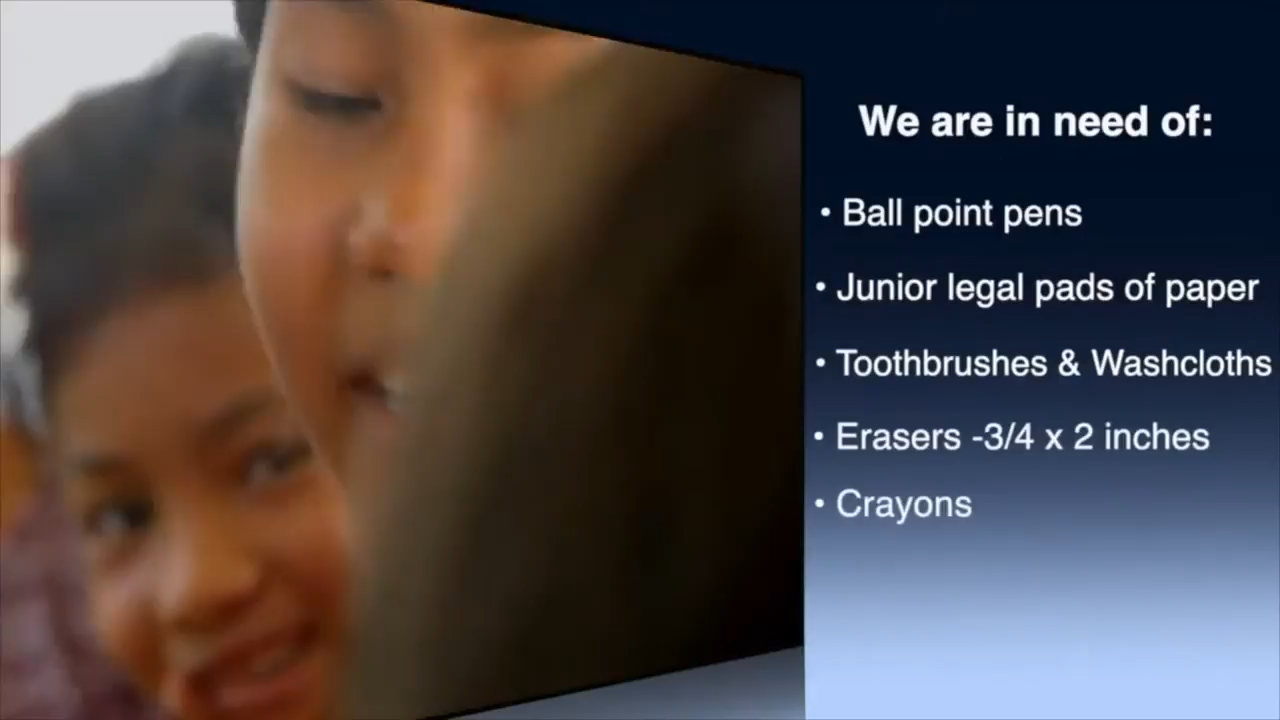 We are in need of:
• Ball point pens
• Junior legal pads of paper
• Toothbrushes & Washcloths
• Erasers -3/4 x 2 inches
• Crayons